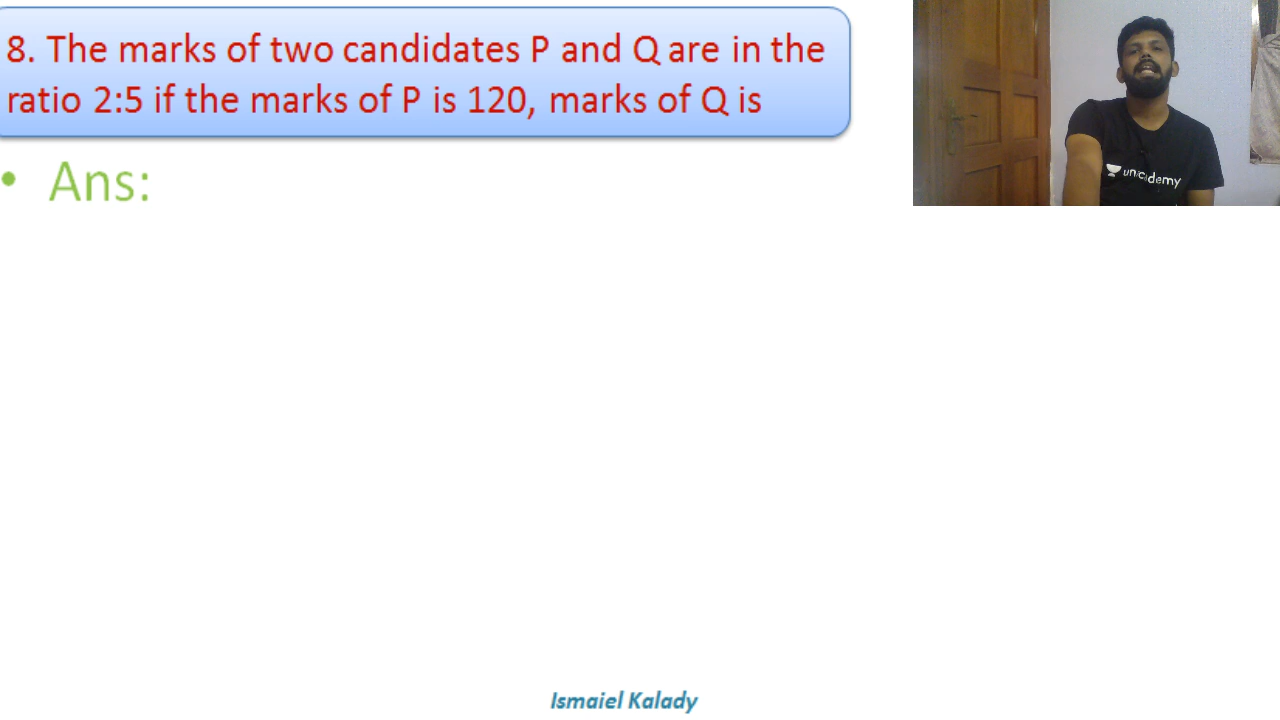 8. The marks of two candidates P and Q are in the
ratio 2:5 if the marks of P is 120, marks of Q is
• Ans:
unacademy
Ismaiel Kalady